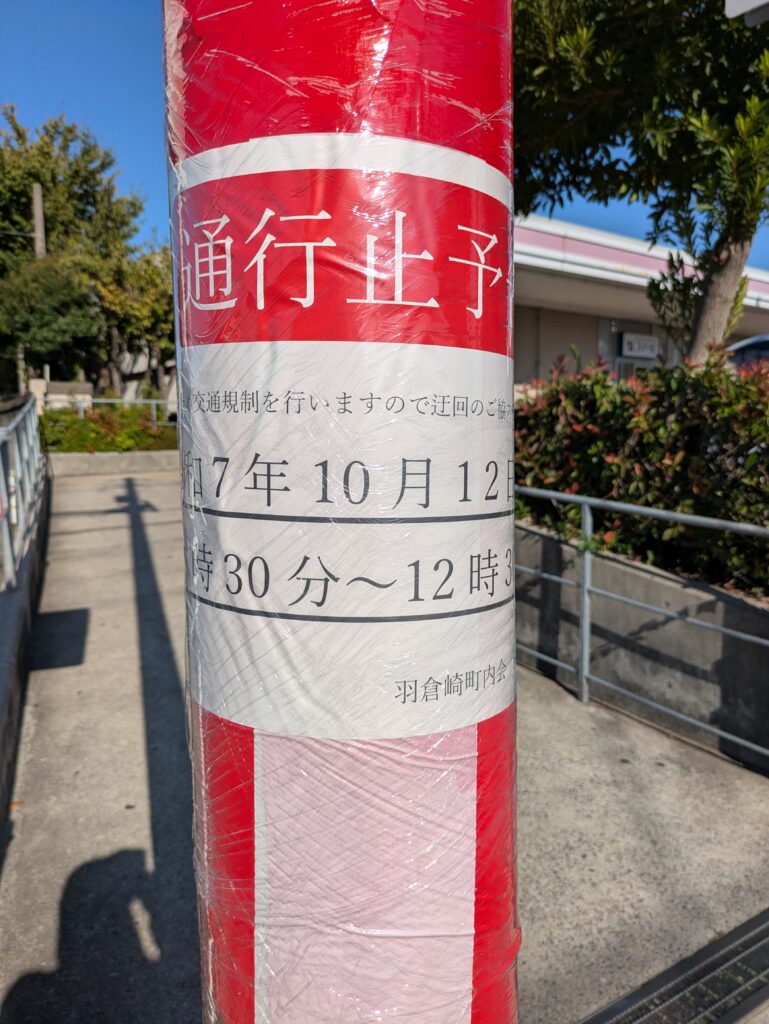 通行止予
交通規制を行いますので迂回のご協
和7年10月12日
時30分～12時3
羽倉崎町内会